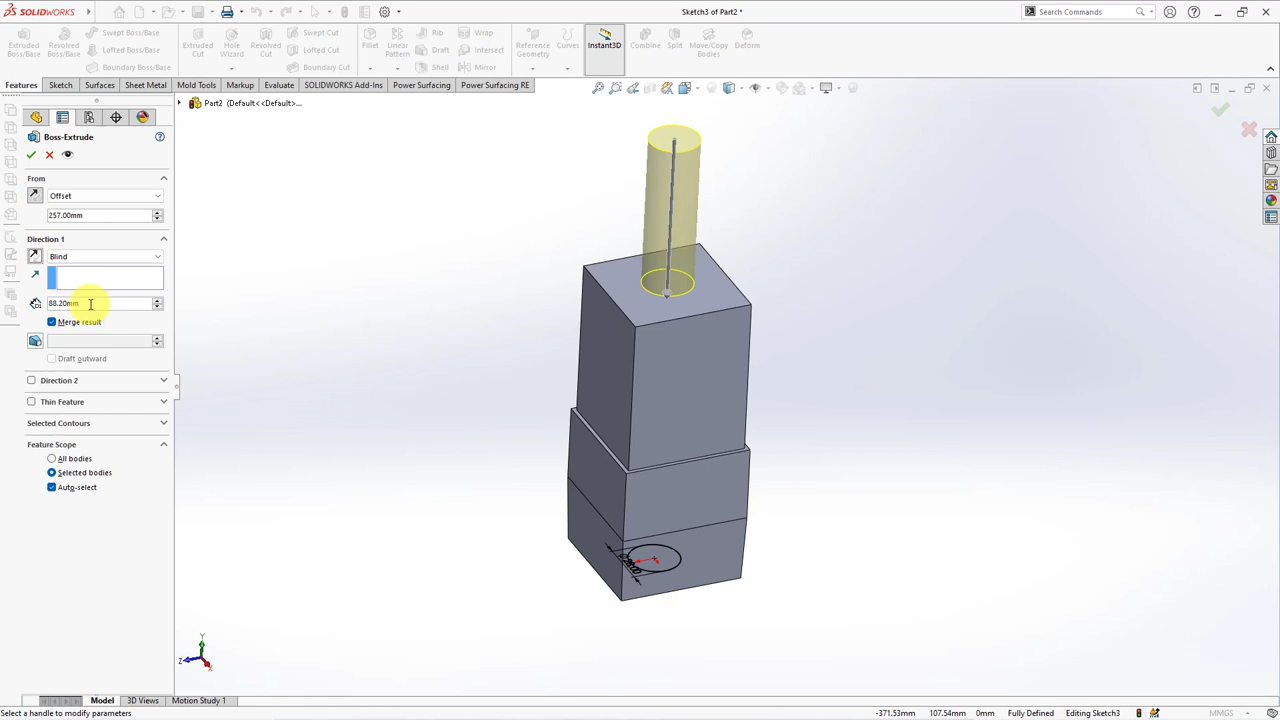 SOLIDWORKS
Sketch3 of Part2 *
Search Commands
Extruded Boss/Base
Revolved Boss/Base
Swept Boss/Base
Lofted Boss/Base
Boundary Boss/Base
Extruded Cut
Hole Wizard
Revolved Cut
Swept Cut
Lofted Cut
Boundary Cut
Fillet
Linear Pattern
Rib
Draft
Shell
Wrap
Intersect
Mirror
Reference Geometry
Curves
Instant3D
Combine
Split
Move/Copy Bodies
Deform
Features
Sketch
Surfaces
Sheet Metal
Mold Tools
Markup
Evaluate
SOLIDWORKS Add-Ins
Power Surfacing
Power Surfacing RE
Part2 (Default<<Default>...
Boss-Extrude
From
Offset
257.00mm
Direction 1
Blind
88.20mm
Merge result
Draft outward
Direction 2
Thin Feature
Selected Contours
Feature Scope
All bodies
Selected bodies
Auto-select
Y
Z
X
Model
3D Views
Motion Study 1
Select a handle to modify parameters
-371.53mm
107.54mm
0mm
Fully Defined
Editing Sketch3
MMGS